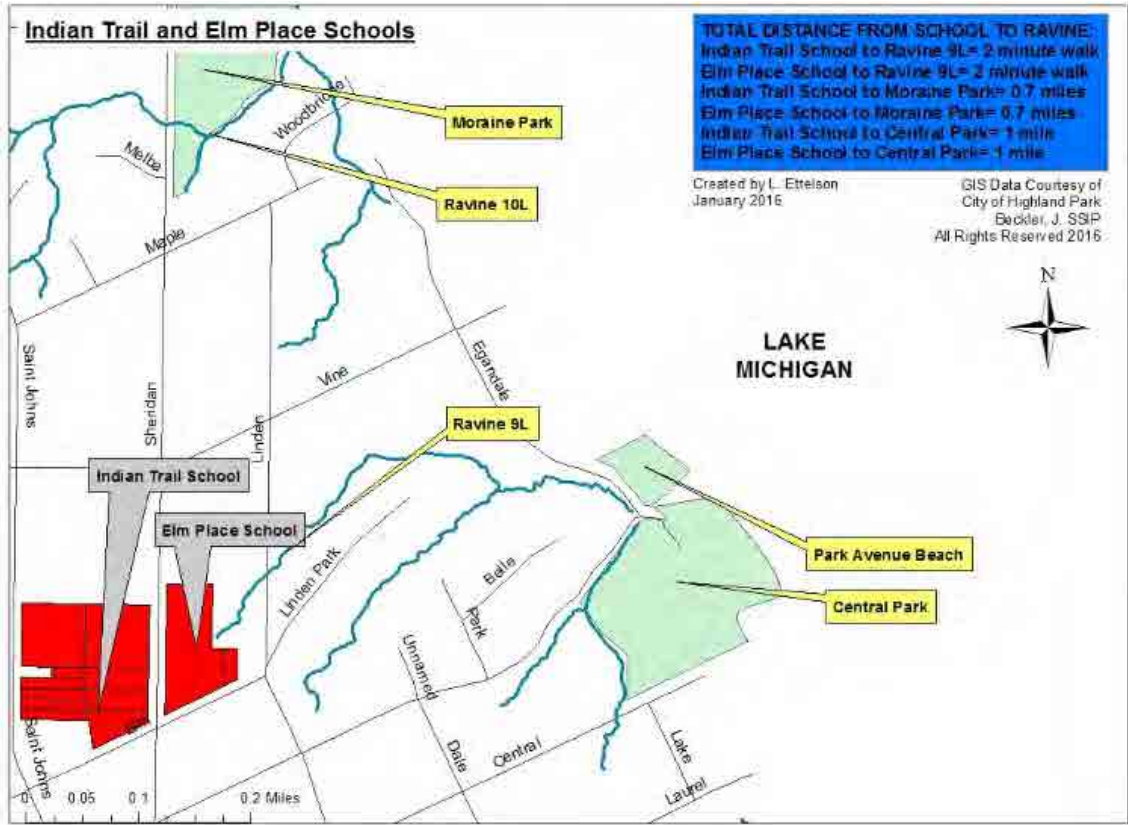 Indian Trail and Elm Place Schools
TOTAL DISTANCE FROM SCHOOL TO RAVINE:
Indian Trail School to Ravine 9L= 2 minute walk
Elm Place School to Ravine 9L= 2 minute walk
Indian Trail School to Moraine Park= 0.7 miles
Elm Place School to Moraine Park= 0.7 miles
Indian Trail School to Central Park= 1 mile
Elm Place School to Central Park= 1 mile
Created by L. Ettelson
January 2016
GIS Data Courtesy of
City of Highland Park
Beckler, J. SSIP
All Rights Reserved 2016
Moraine Park
Woodbridge
Melba
Ravine 10L
Maple
N
LAKE
MICHIGAN
Saint Johns
Sheridan
Linden
Vine
Egandale
Ravine 9L
Indian Trail School
Elm Place School
Park Avenue Beach
Linden Park
Belle
Park
Central Park
Unnamed
Elm
Saint Johns
Dale
Central
Lake
Laurel
0 0.05 0.1 0.2 Miles